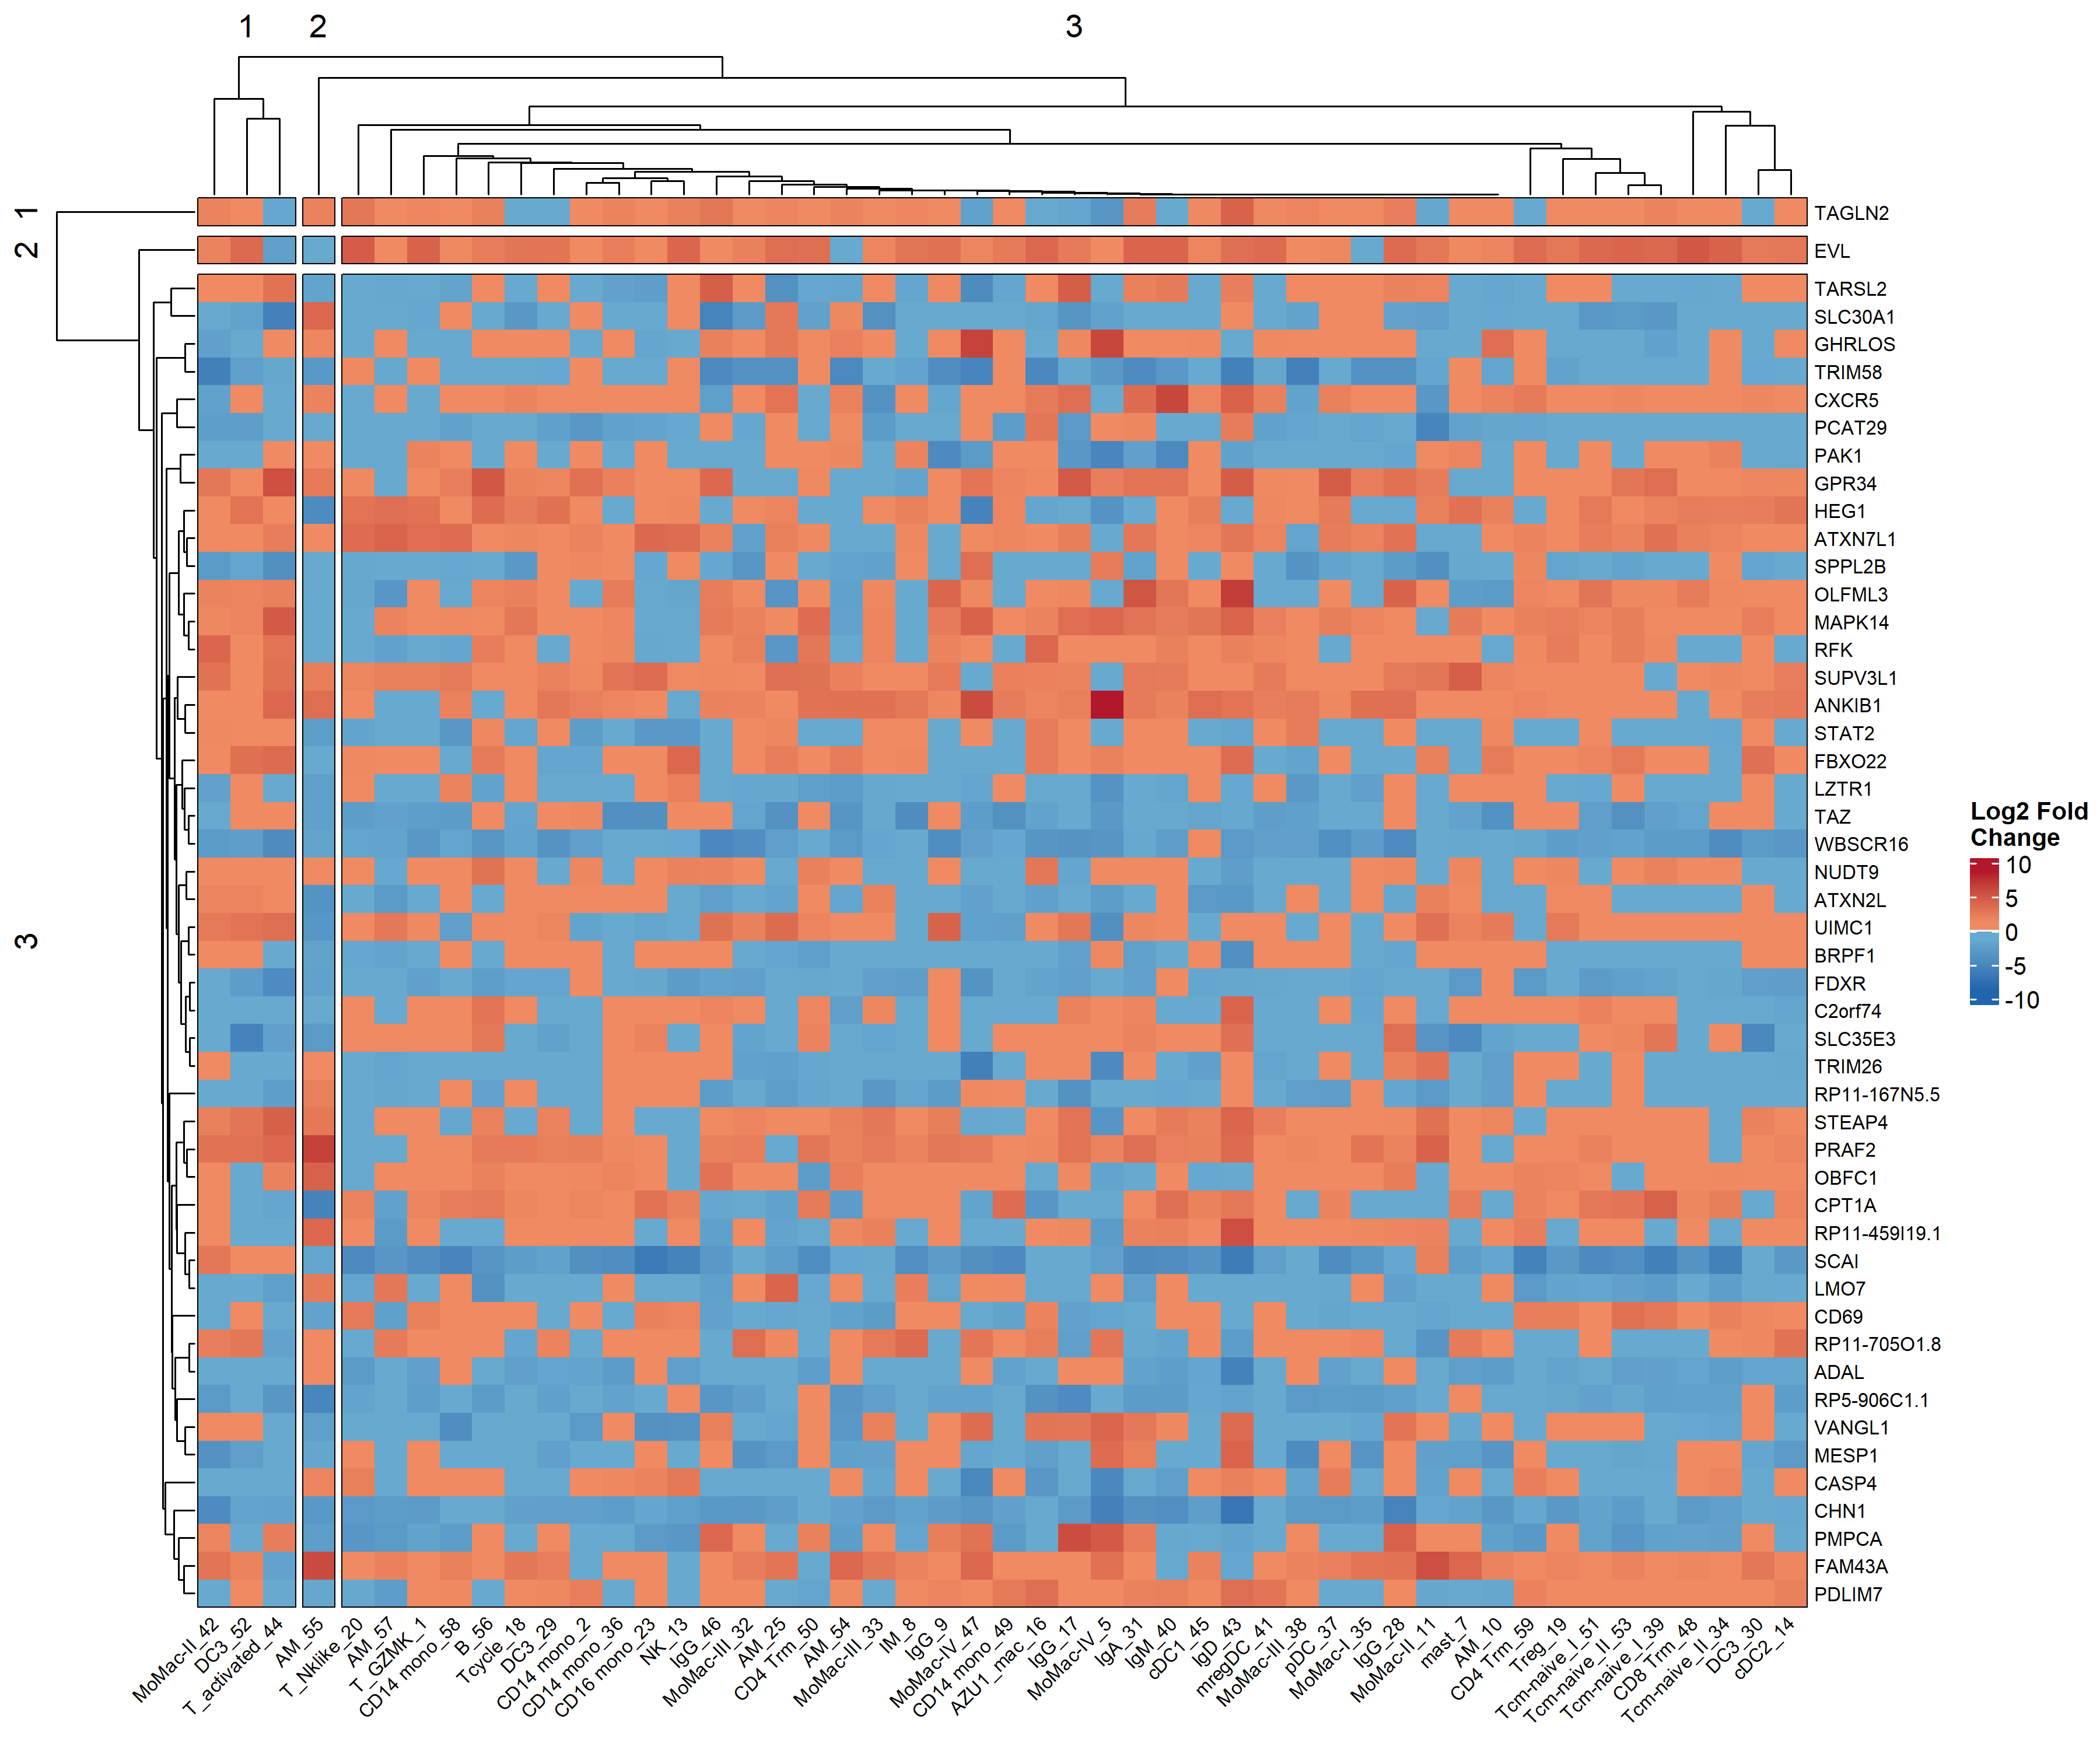 1 2 3
1
2
3
TAGLN2
EVL
TARSL2
SLC30A1
GHRLOS
TRIM58
CXCR5
PCAT29
PAK1
GPR34
HEG1
ATXN7L1
SPPL2B
OLFML3
MAPK14
RFK
SUPV3L1
ANKIB1
STAT2
FBXO22
LZTR1
TAZ
WBSCR16
NUDT9
ATXN2L
UIMC1
BRPF1
FDXR
C2orf74
SLC35E3
TRIM26
RP11-167N5.5
STEAP4
PRAF2
OBFC1
CPT1A
RP11-459I19.1
SCAI
LMO7
CD69
RP11-705O1.8
ADAL
RP5-906C1.1
VANGL1
MESP1
CASP4
CHN1
PMPCA
FAM43A
PDLIM7
MoMac-II_42
DC3_52
T_activated_44
AM_55
T_Nklike_20
AM_57
T_GZMK_1
CD14 mono_58
B_56
Tcycle_18
DC3_29
CD14 mono_2
CD14 mono_36
CD16 mono_23
NK_13
IgG_46
MoMac-III_32
AM_25
CD4 Trm_50
AM_54
MoMac-III_33
IM_8
IgG_9
MoMac-IV_47
CD14 mono_49
AZU1_mac_16
IgG_17
MoMac-IV_5
IgA_31
IgM_40
cDC1_45
IgD_43
mregDC_41
MoMac-III_38
pDC_37
MoMac-I_35
IgG_28
MoMac-II_11
mast_7
AM_10
CD4 Trm_59
Treg_19
Tcm-naive_I_51
Tcm-naive_II_53
Tcm-naive_I_39
CD8 Trm_48
Tcm-naive_II_34
DC3_30
cDC2_14
Log2 Fold
Change
10
5
0
-5
-10